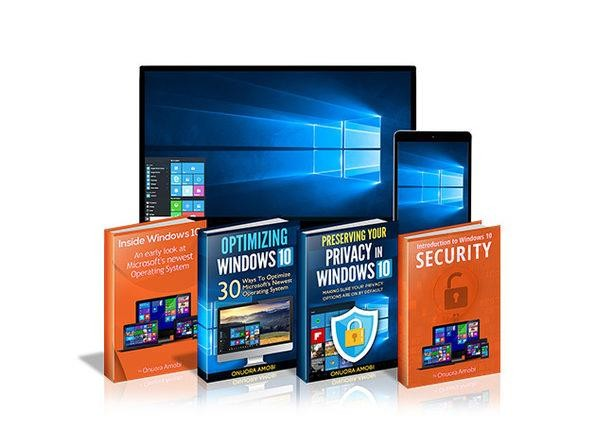 Inside Windows 10
An early look at
Microsoft's newest
Operating System
By Onuora Amobi
OPTIMIZING
WINDOWS 10
30 Ways To Optimize
Microsoft's Newest
Operating System
ONUORA AMOBI
PRESERVING YOUR
PRIVACY IN
WINDOWS 10
MAKING SURE YOUR PRIVACY
OPTIONS ARE ON BY DEFAULT
ONUORA AMOBI
Introduction to Windows 10
SECURITY
By Onuora Amobi